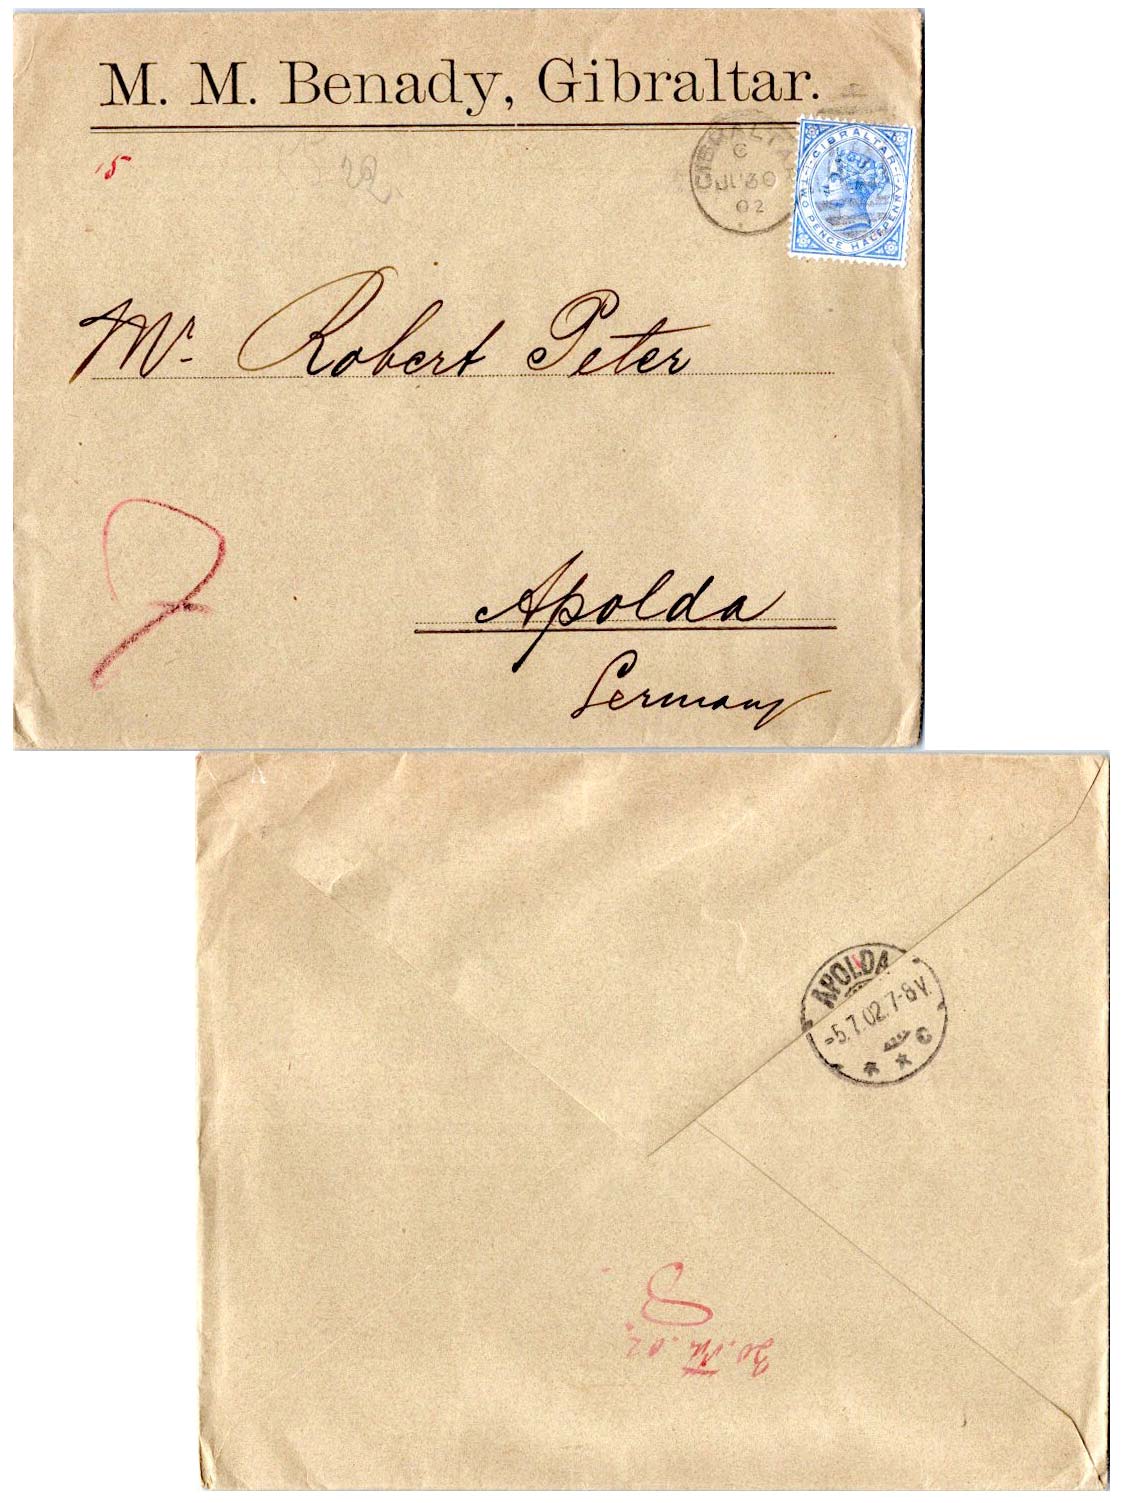 M. M. Benady, Gibraltar.
15
GIBRALTAR
C
JU 30
02
GIBRALTAR
TWO PENCE HALFPENNY
Mr. Robert Peter
Apolda
Germany
APOLDA
-5.7.02.7-8V.
* * C